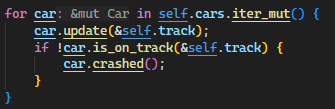 for car: &mut Car in self.cars.iter_mut() {
    car.update(&self.track);
    if !car.is_on_track(&self.track) {
        car.crashed();
    }
}